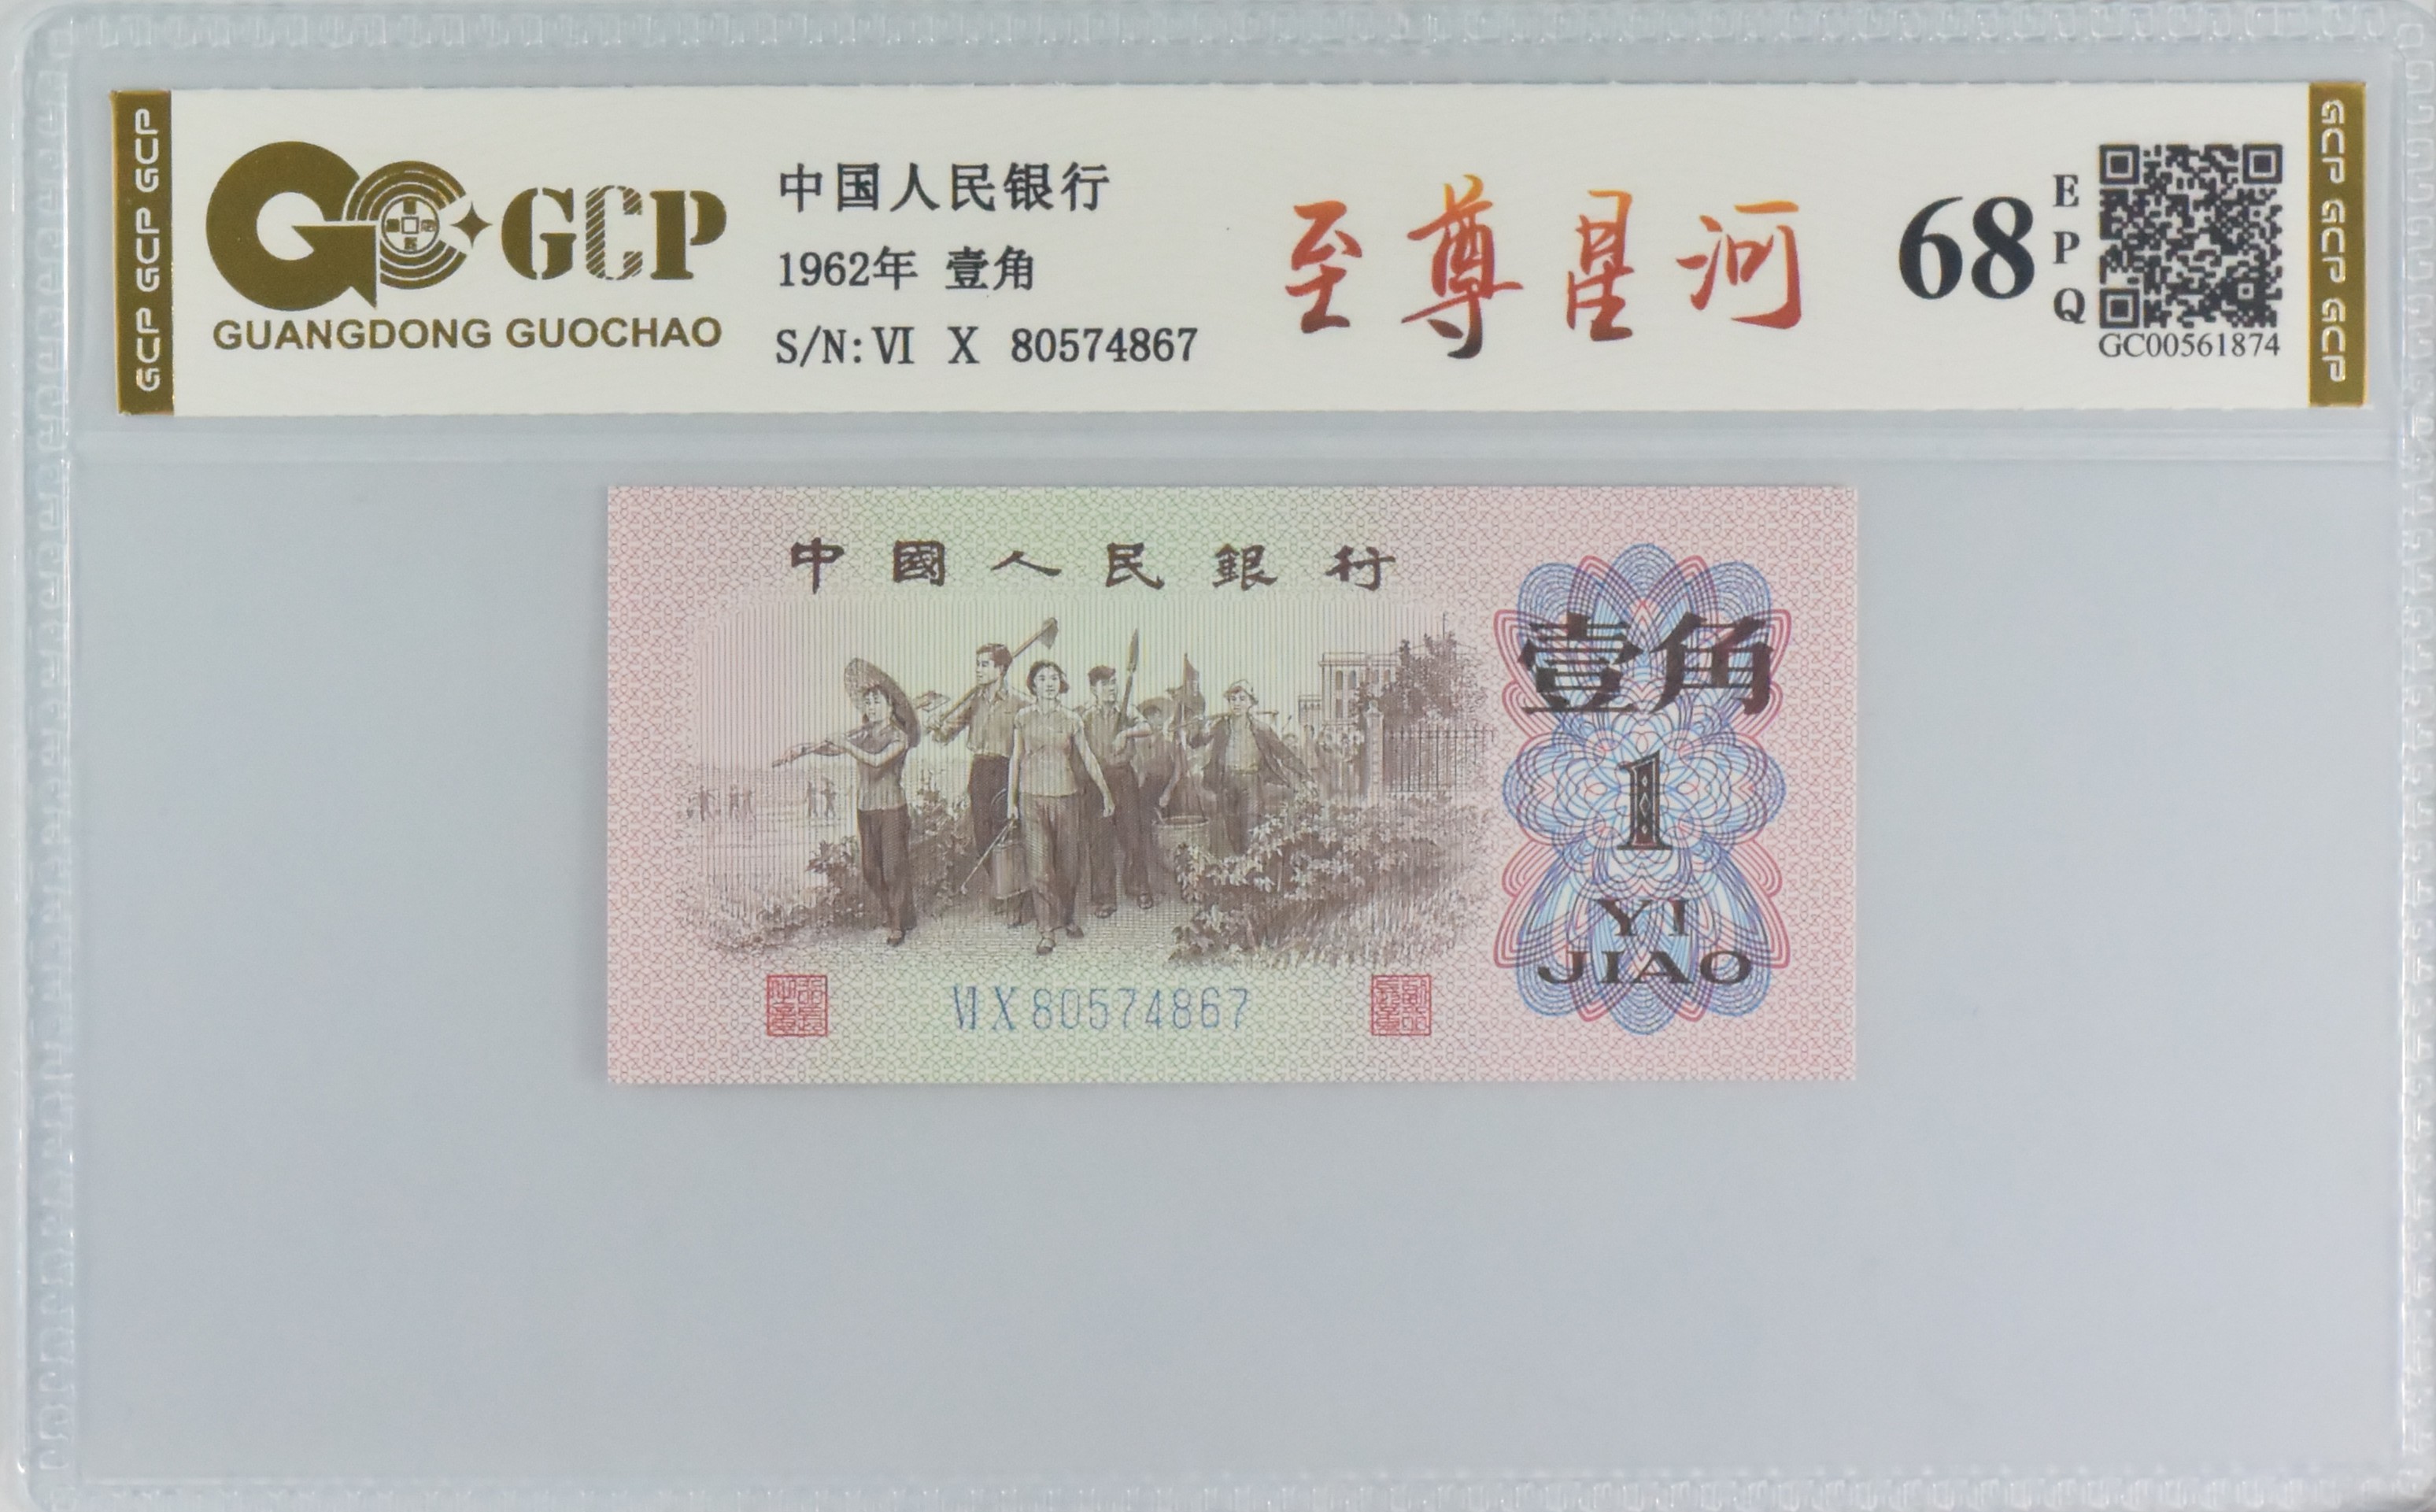 GCP GCP GCP
GCP
GUANGDONG GUOCHAO
中国人民银行
1962年 壹角
S/N: VI X 80574867
至尊星河
68
EPQ
GC00561874
GCP GCP GCP
中國人民銀行
壹角
1
YI
JIAO
VI X 80574867